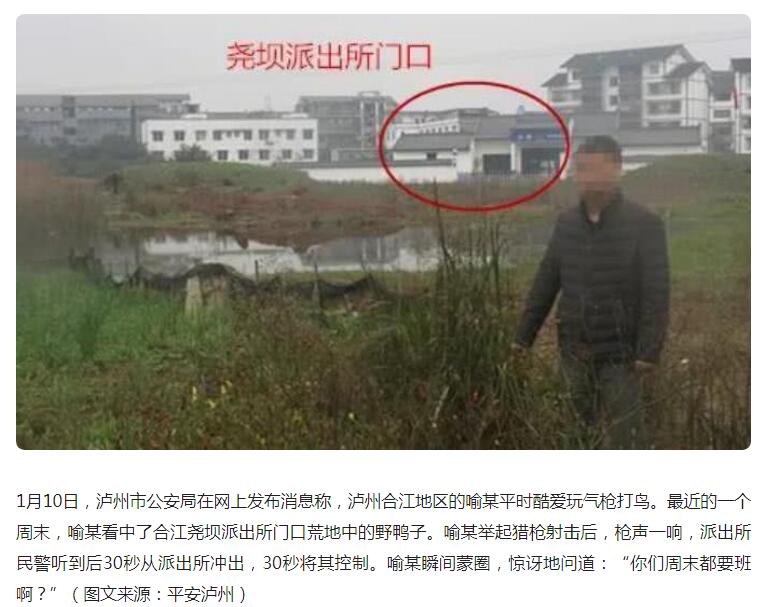 尧坝派出所门口
1月10日，泸州市公安局在网上发布消息称，泸州合江地区的喻某平时酷爱玩气枪打鸟。最近的一个
周末，喻某看中了合江尧坝派出所门口荒地中的野鸭子。喻某举起猎枪射击后，枪声一响，派出所
民警听到后30秒从派出所冲出，30秒将其控制。喻某瞬间蒙圈，惊讶地问道：“你们周末都要班
啊？”（图文来源：平安泸州）